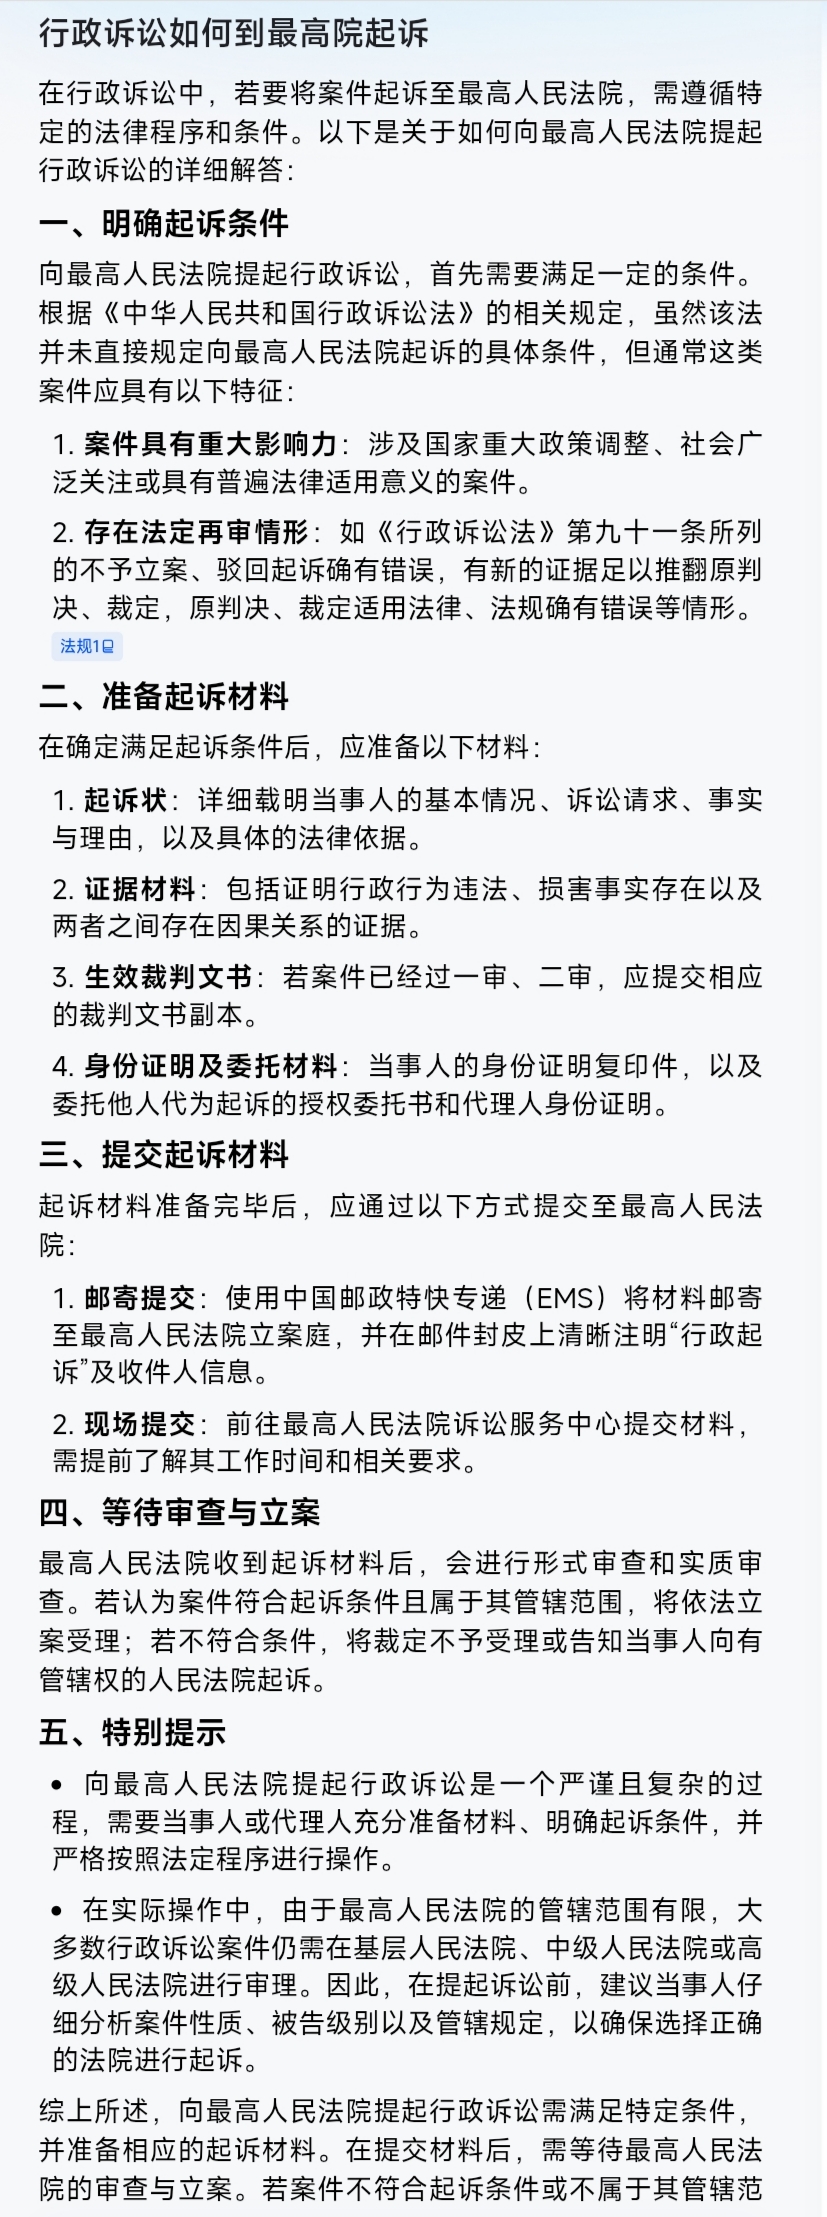 行政诉讼如何到最高院起诉
在行政诉讼中，若要将案件起诉至最高人民法院，需遵循特
定的法律程序和条件。以下是关于如何向最高人民法院提起
行政诉讼的详细解答：
一、明确起诉条件
向最高人民法院提起行政诉讼，首先需要满足一定的条件。
根据《中华人民共和国行政诉讼法》的相关规定，虽然该法
并未直接规定向最高人民法院起诉的具体条件，但通常这类
案件应具有以下特征：
1. 案件具有重大影响力：涉及国家重大政策调整、社会广
泛关注或具有普遍法律适用意义的案件。
2. 存在法定再审情形：如《行政诉讼法》第九十一条所列
的不予立案、驳回起诉确有错误，有新的证据足以推翻原判
决、裁定，原判决、裁定适用法律、法规确有错误等情形。
法规1
二、准备起诉材料
在确定满足起诉条件后，应准备以下材料：
1. 起诉状：详细载明当事人的基本情况、诉讼请求、事实
与理由，以及具体的法律依据。
2. 证据材料：包括证明行政行为违法、损害事实存在以及
两者之间存在因果关系的证据。
3. 生效裁判文书：若案件已经过一审、二审，应提交相应
的裁判文书副本。
4. 身份证明及委托材料：当事人的身份证明复印件，以及
委托他人代为起诉的授权委托书和代理人身份证明。
三、提交起诉材料
起诉材料准备完毕后，应通过以下方式提交至最高人民法
院：
1. 邮寄提交：使用中国邮政特快专递（EMS）将材料邮寄
至最高人民法院立案庭，并在邮件封皮上清晰注明“行政起
诉”及收件人信息。
2. 现场提交：前往最高人民法院诉讼服务中心提交材料，
需提前了解其工作时间和相关要求。
四、等待审查与立案
最高人民法院收到起诉材料后，会进行形式审查和实质审
查。若认为案件符合起诉条件且属于其管辖范围，将依法立
案受理；若不符合条件，将裁定不予受理或告知当事人向有
管辖权的人民法院起诉。
五、特别提示
• 向最高人民法院提起行政诉讼是一个严谨且复杂的过
程，需要当事人或代理人充分准备材料、明确起诉条件，并
严格按照法定程序进行操作。
• 在实际操作中，由于最高人民法院的管辖范围有限，大
多数行政诉讼案件仍需在基层人民法院、中级人民法院或高
级人民法院进行审理。因此，在提起诉讼前，建议当事人仔
细分析案件性质、被告级别以及管辖规定，以确保选择正确
的法院进行起诉。
综上所述，向最高人民法院提起行政诉讼需满足特定条件，
并准备相应的起诉材料。在提交材料后，需等待最高人民法
院的审查与立案。若案件不符合起诉条件或不属于其管辖范